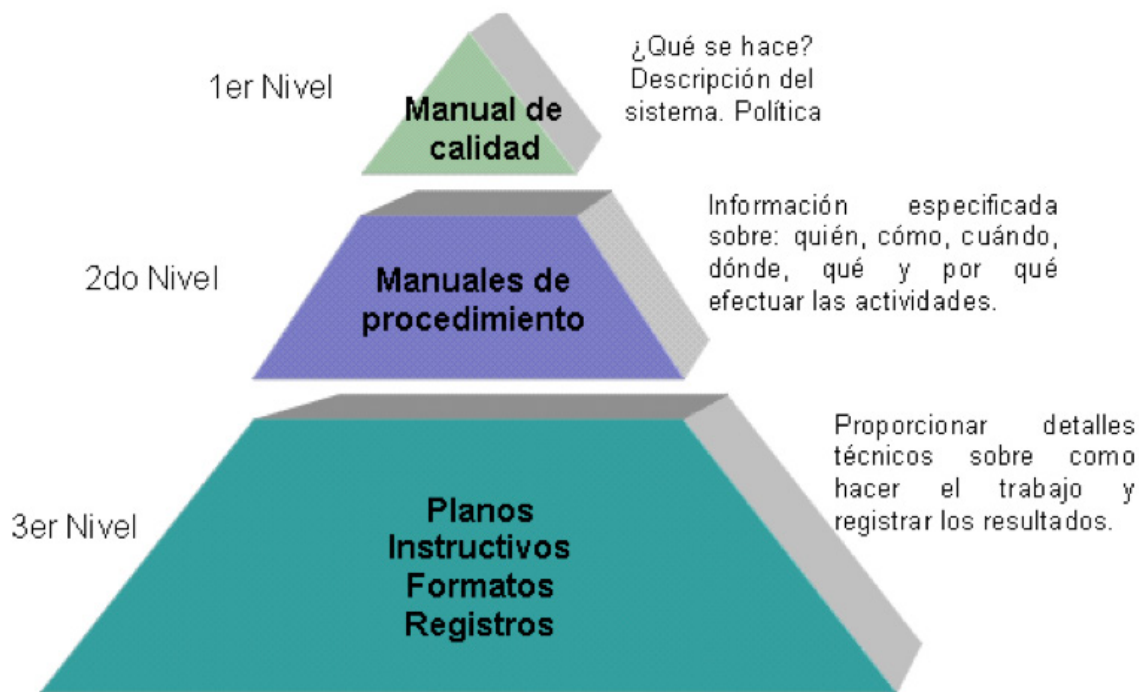 1er Nivel
Manual de
calidad
¿Qué se hace?
Descripción del
sistema. Política
2do Nivel
Manuales de
procedimiento
Información especificada
sobre: quién, cómo, cuándo,
dónde, qué y por qué
efectuar las actividades.
3er Nivel
Planos
Instructivos
Formatos
Registros
Proporcionar detalles
técnicos sobre como
hacer el trabajo y
registrar los resultados.